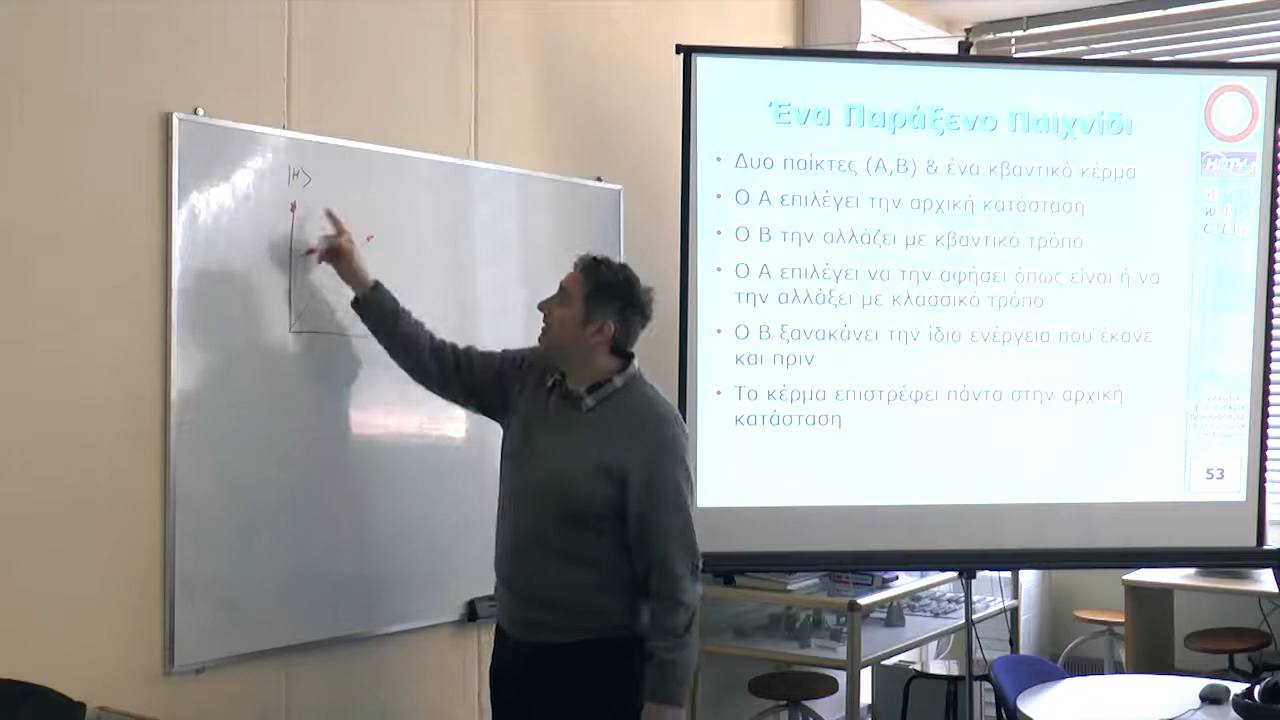 |H>
Ένα Παράξενο Παιχνίδι
• Δυο παίκτες (Α,Β) & ένα κβαντικό κέρμα
• Ο Α επιλέγει την αρχική κατάσταση
• Ο Β την αλλάζει με κβαντικό τρόπο
• Ο Α επιλέγει να την αφήσει όπως είναι ή να
την αλλάξει με κλασσικό τρόπο
• Ο Β ξανακάνει την ίδια ενέργεια που έκανε
και πριν
• Το κέρμα επιστρέφει πάντα στην αρχική
κατάσταση
53